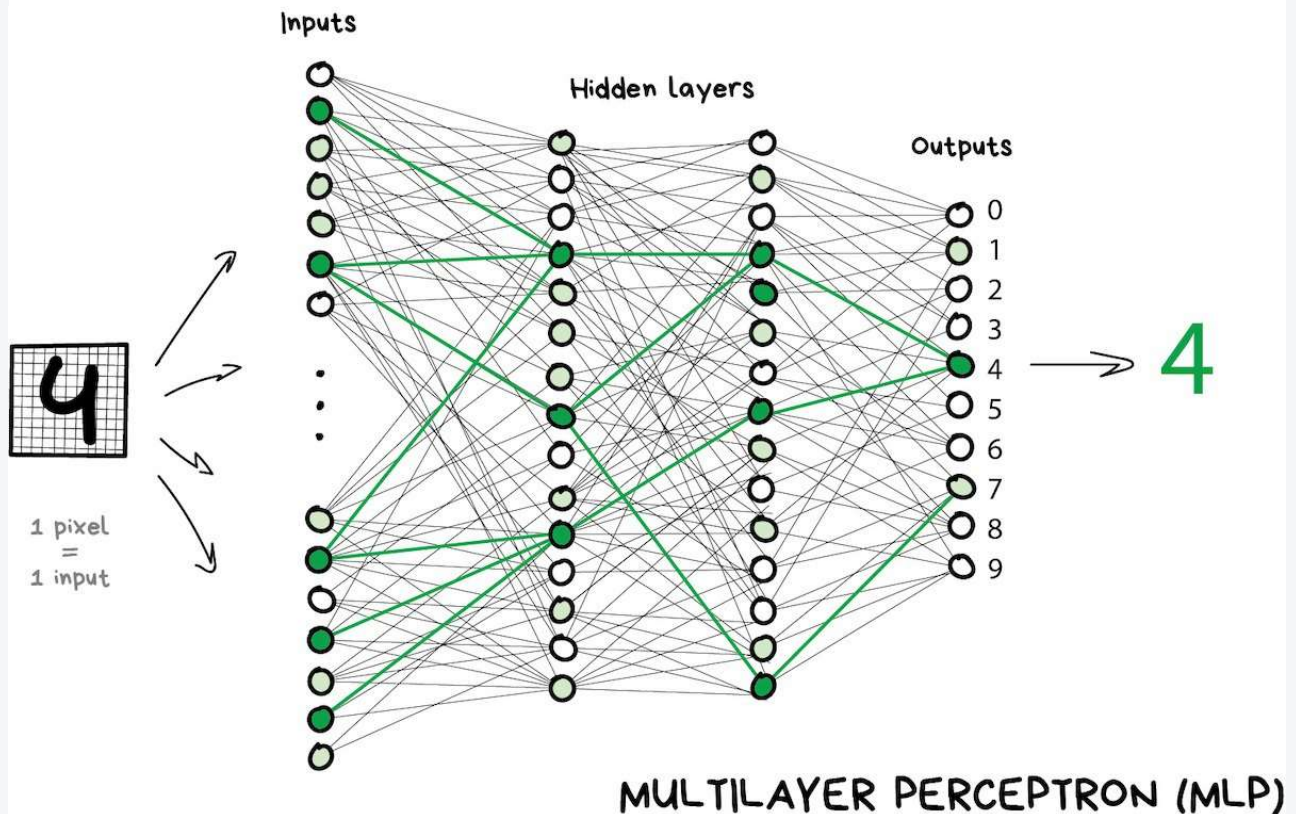 Inputs
Hidden layers
Outputs
0
1
2
3
4
5
6
7
8
9
4
4
1 pixel
=
1 input
MULTILAYER PERCEPTRON (MLP)